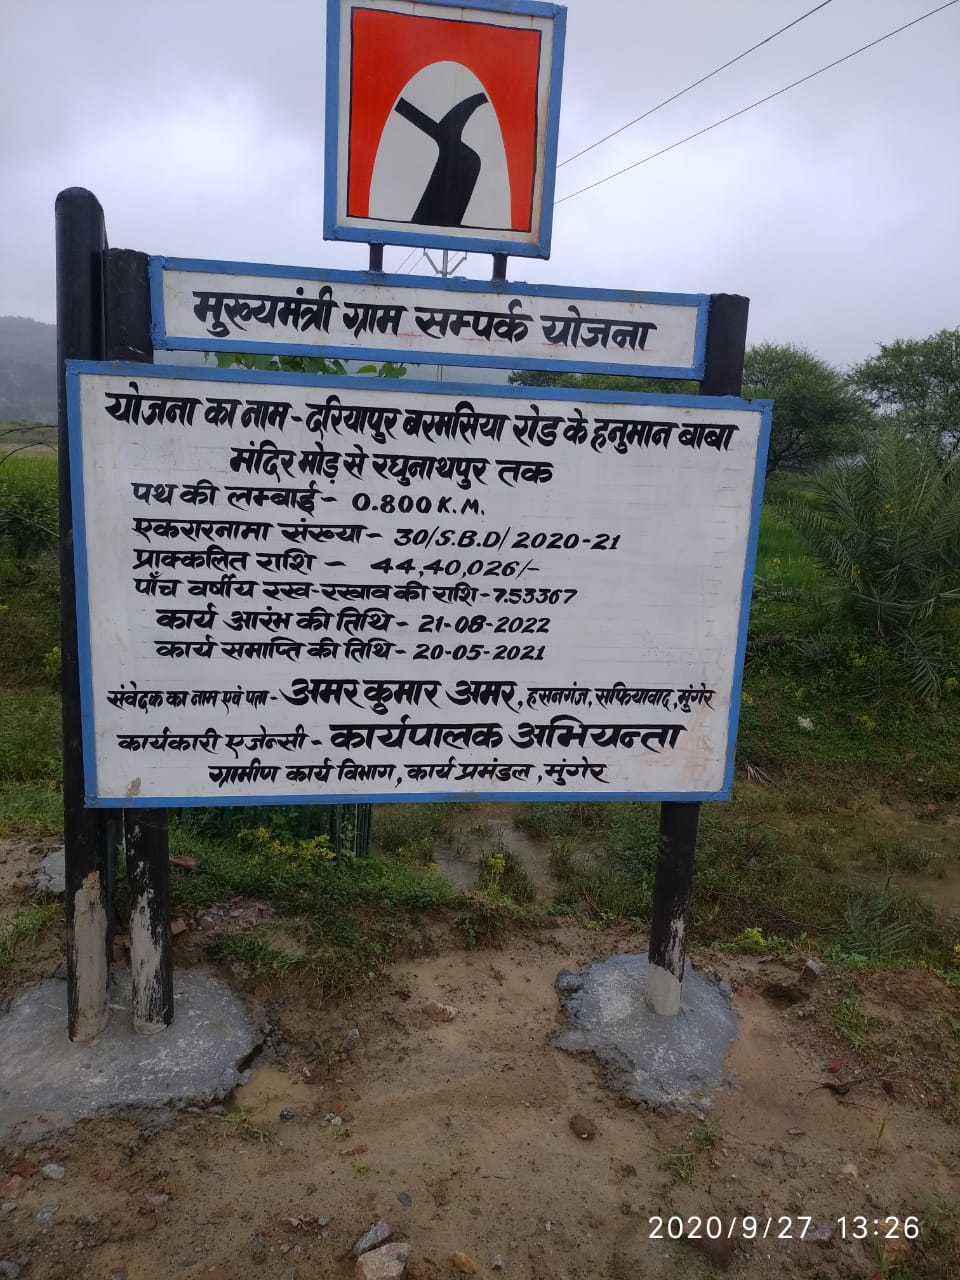 मुख्यमंत्री ग्राम सम्पर्क योजना
योजना का नाम - दरियापुर बरमसिया रोड के हनुमान बाबा
मंदिर मोड़ से रघुनाथपुर तक
पथ की लम्बाई - 0.800 K.M.
एकरारनामा संख्या - 30/S.B.D/2020-21
प्राक्कलित राशि - 44,40,026/-
पाँच वर्षीय रख-रखाव की राशि - 753367
कार्य आरंभ की तिथि - 21-08-2022
कार्य समाप्ति की तिथि - 20-05-2021
संवेदक का नाम एवं पता - अमर कुमार अमर, हसनगंज, सफियावाद, मुंगेर
कार्यकारी एजेन्सी - कार्यपालक अभियन्ता
ग्रामीण कार्य विभाग, कार्य प्रमंडल, मुंगेर
2020/9/27 13:26